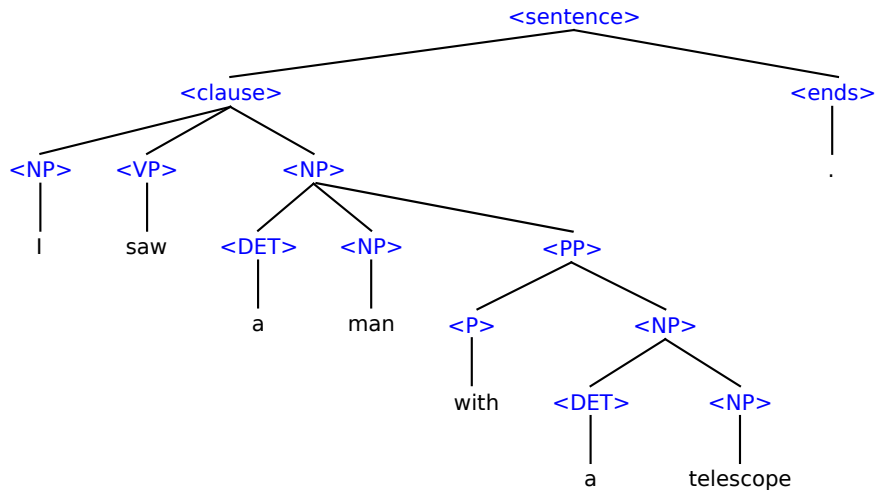 <sentence>
<clause> <ends>
<NP> <VP> <NP> .
I saw <DET> <NP> <PP>
a man <P> <NP>
with <DET> <NP>
a telescope